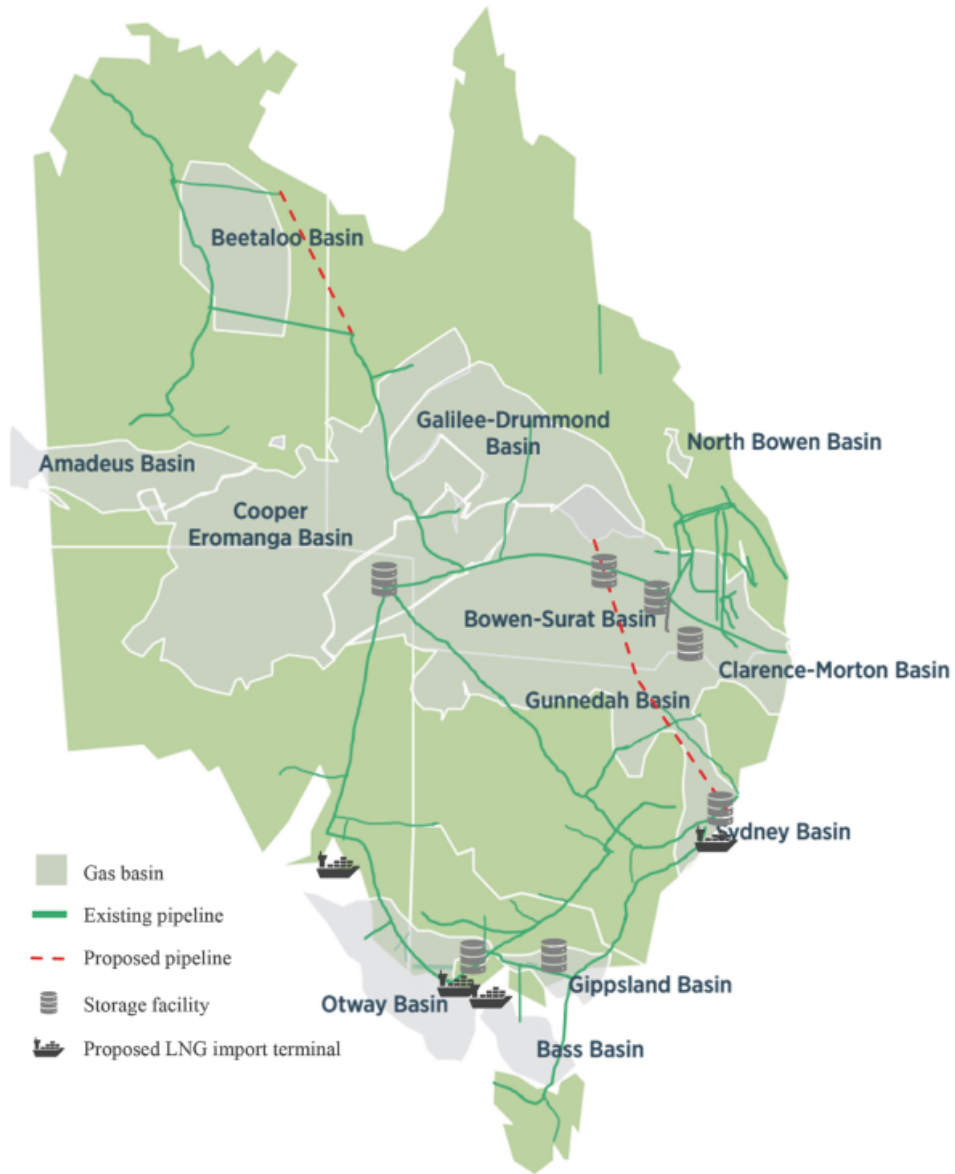 Beetaloo Basin
Galilee-Drummond
Basin
North Bowen Basin
Amadeus Basin
Cooper
Eromanga Basin
Bowen-Surat Basin
Clarence-Morton Basin
Gunnedah Basin
Sydney Basin
Gas basin
Existing pipeline
Proposed pipeline
Storage facility
Proposed LNG import terminal
Otway Basin
Gippsland Basin
Bass Basin